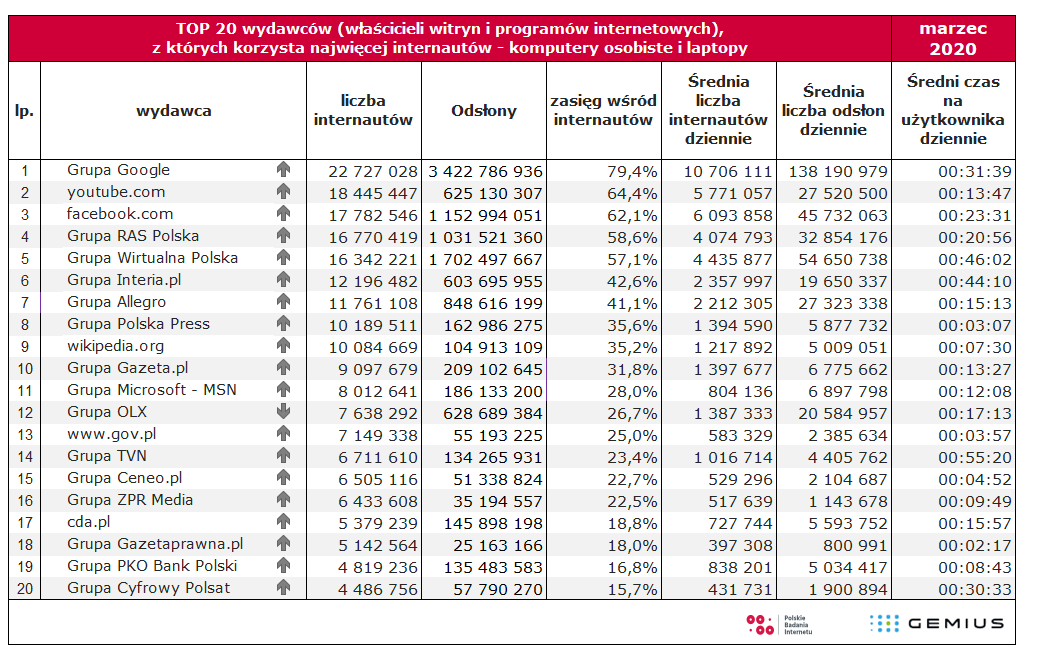 TOP 20 wydawców (właścicieli witryn i programów internetowych),
z których korzysta najwięcej internautów - komputery osobiste i laptopy
marzec
2020
lp.
wydawca
liczba
internautów
Odsłony
zasięg wśród
internautów
Średnia
liczba
internautów
dziennie
Średnia
liczba odsłon
dziennie
Średni czas
na
użytkownika
dziennie
1 Grupa Google 22 727 028 3 422 786 936 79,4% 10 706 111 138 190 979 00:31:39
2 youtube.com 18 445 447 625 130 307 64,4% 5 771 057 27 520 500 00:13:47
3 facebook.com 17 782 546 1 152 994 051 62,1% 6 093 858 45 732 063 00:23:31
4 Grupa RAS Polska 16 770 419 1 031 521 360 58,6% 4 074 793 32 854 176 00:20:56
5 Grupa Wirtualna Polska 16 342 221 1 702 497 667 57,1% 4 435 877 54 650 738 00:46:02
6 Grupa Interia.pl 12 196 482 603 695 955 42,6% 2 357 997 19 650 337 00:44:10
7 Grupa Allegro 11 761 108 848 616 199 41,1% 2 212 305 27 323 338 00:15:13
8 Grupa Polska Press 10 189 511 162 986 275 35,6% 1 394 590 5 877 732 00:03:07
9 wikipedia.org 10 084 669 104 913 109 35,2% 1 217 892 5 009 051 00:07:30
10 Grupa Gazeta.pl 9 097 679 209 102 645 31,8% 1 397 677 6 775 662 00:13:27
11 Grupa Microsoft - MSN 8 012 641 186 133 200 28,0% 804 136 6 897 798 00:12:08
12 Grupa OLX 7 638 292 628 689 384 26,7% 1 387 333 20 584 957 00:17:13
13 www.gov.pl 7 149 338 55 193 225 25,0% 583 329 2 385 634 00:03:57
14 Grupa TVN 6 711 610 134 265 931 23,4% 1 016 714 4 405 762 00:55:20
15 Grupa Ceneo.pl 6 505 116 51 338 824 22,7% 529 296 2 104 687 00:04:52
16 Grupa ZPR Media 6 433 608 35 194 557 22,5% 517 639 1 143 678 00:09:49
17 cda.pl 5 379 239 145 898 198 18,8% 727 744 5 593 752 00:15:57
18 Grupa Gazetaprawna.pl 5 142 564 25 163 166 18,0% 397 308 800 991 00:02:17
19 Grupa PKO Bank Polski 4 819 236 135 483 583 16,8% 838 201 5 034 417 00:08:43
20 Grupa Cyfrowy Polsat 4 486 756 57 790 270 15,7% 431 731 1 900 894 00:30:33
Polskie
Badania
Internetu
GEMIUS